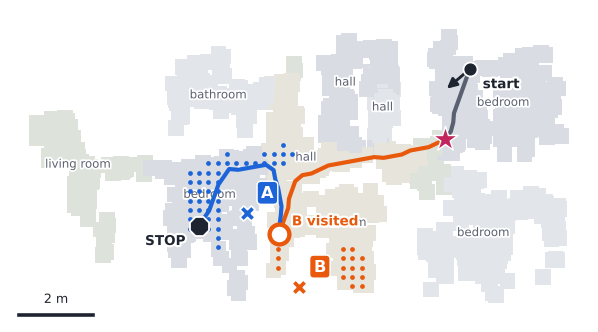 hall
start
bathroom
hall
bedroom
hall
living room
bedroom
A
B visited
n
bedroom
STOP
B
2 m